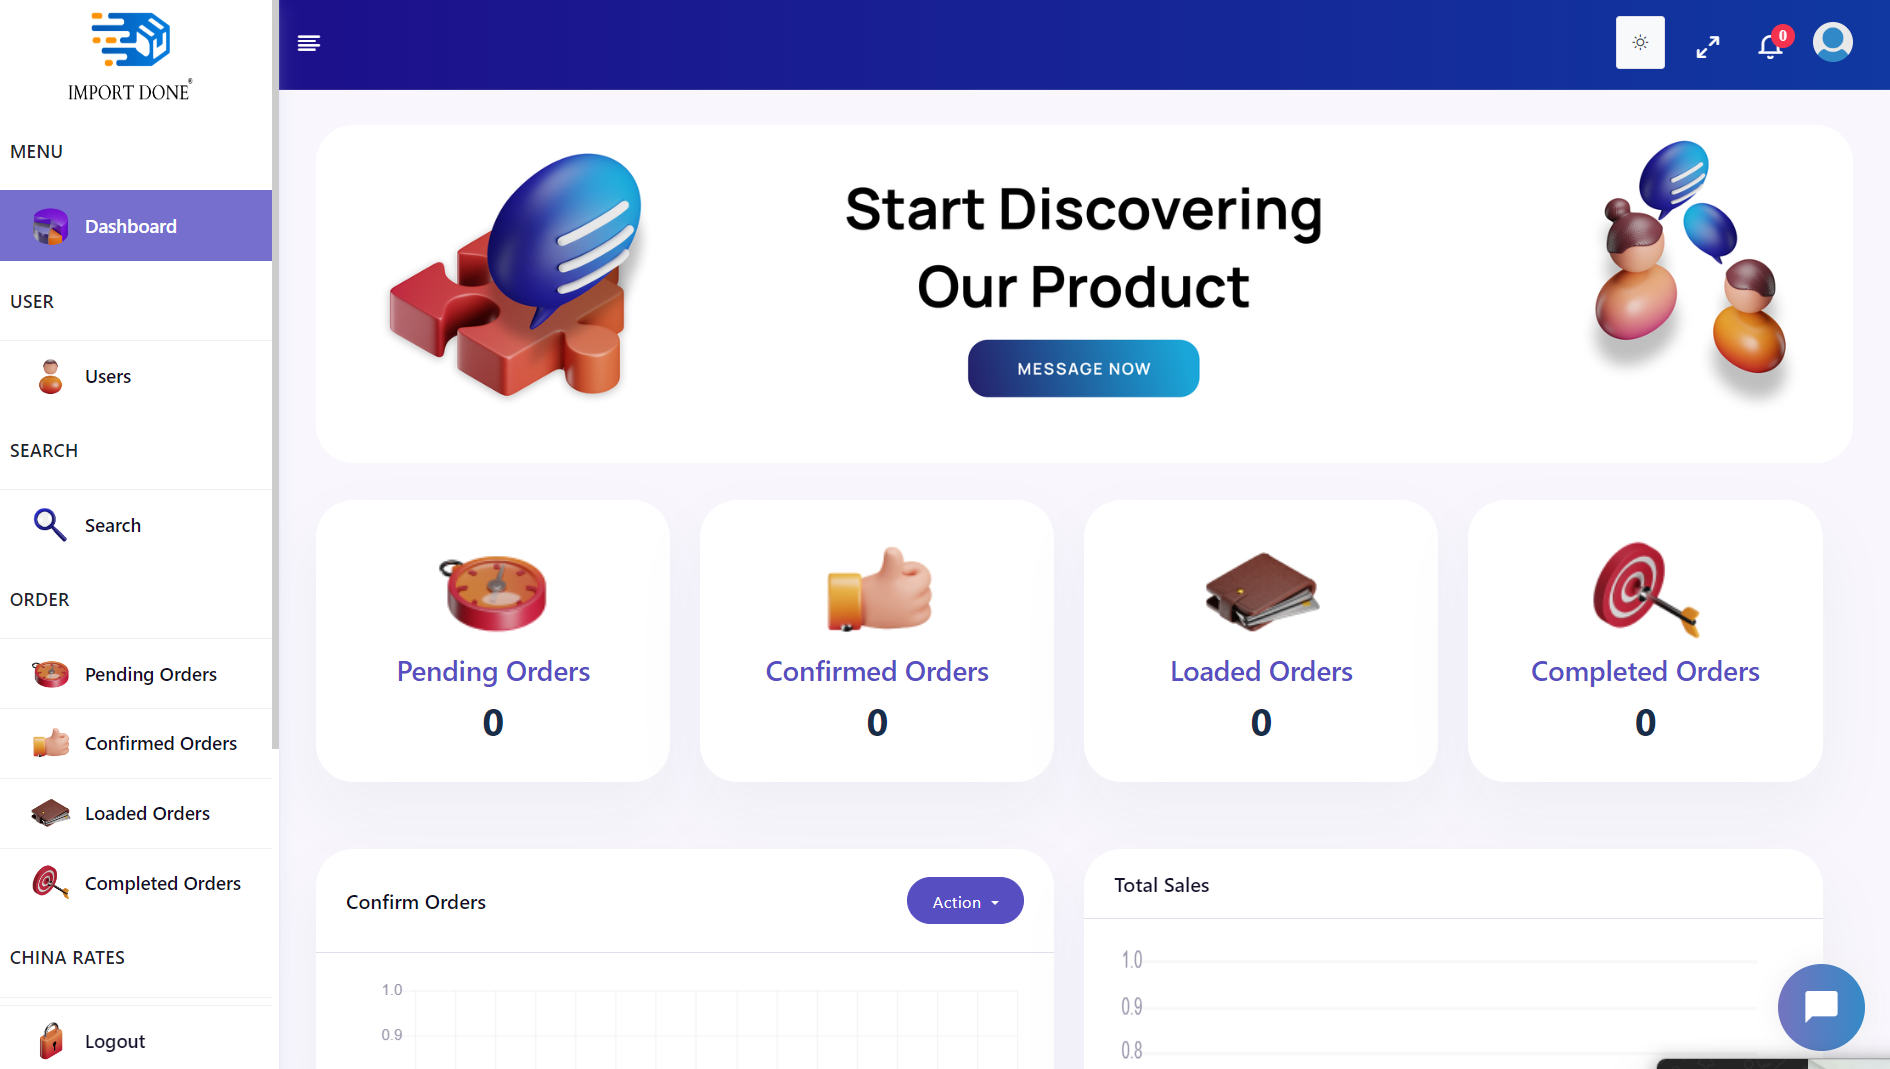 IMPORT DONE®
MENU
Dashboard
USER
Users
SEARCH
Search
ORDER
Pending Orders
Confirmed Orders
Loaded Orders
Completed Orders
CHINA RATES
Logout
0
Start Discovering
Our Product
MESSAGE NOW
Pending Orders
0
Confirmed Orders
0
Loaded Orders
0
Completed Orders
0
Confirm Orders
Action
1.0
0.9
Total Sales
1.0
0.9
0.8